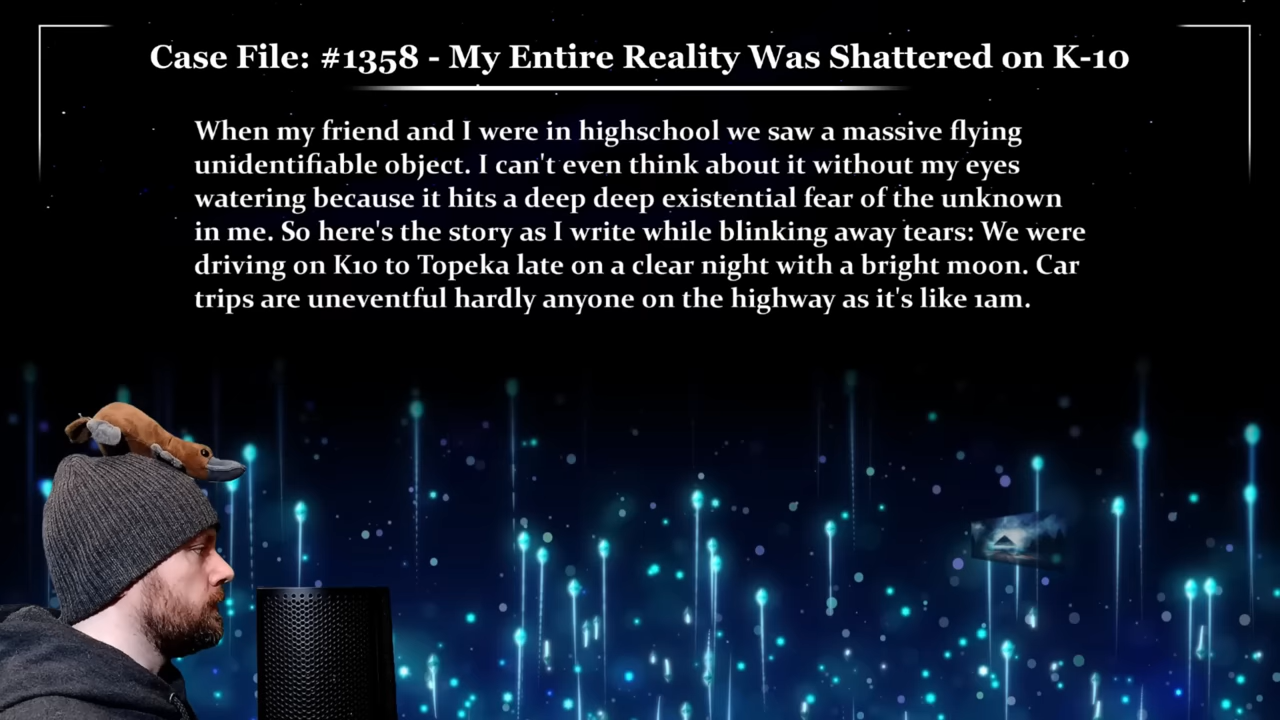 Case File: #1358 - My Entire Reality Was Shattered on K-10
When my friend and I were in highschool we saw a massive flying
unidentifiable object. I can't even think about it without my eyes
watering because it hits a deep deep existential fear of the unknown
in me. So here's the story as I write while blinking away tears: We were
driving on K10 to Topeka late on a clear night with a bright moon. Car
trips are uneventful hardly anyone on the highway as it's like 1am.